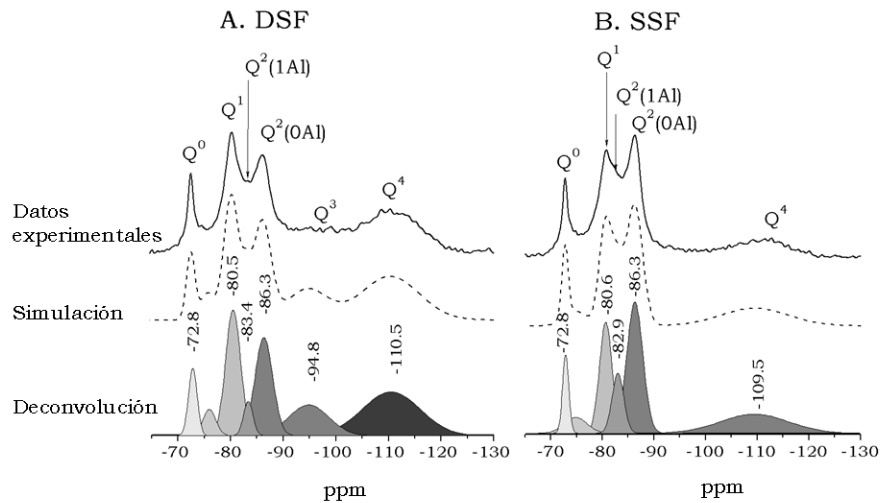 A. DSF
Q²(1Al)
Q¹
Q²(0Al)
Q⁰
Q³
Q⁴
Datos
experimentales
Simulación
Deconvolución
-72.8
-80.5
-83.4
-86.3
-94.8
-110.5
-70 -80 -90 -100 -110 -120 -130
ppm
B. SSF
Q¹
Q²(1Al)
Q²(0Al)
Q⁰
Q⁴
-72.8
-80.6
-82.9
-86.3
-109.5
-70 -80 -90 -100 -110 -120 -130
ppm